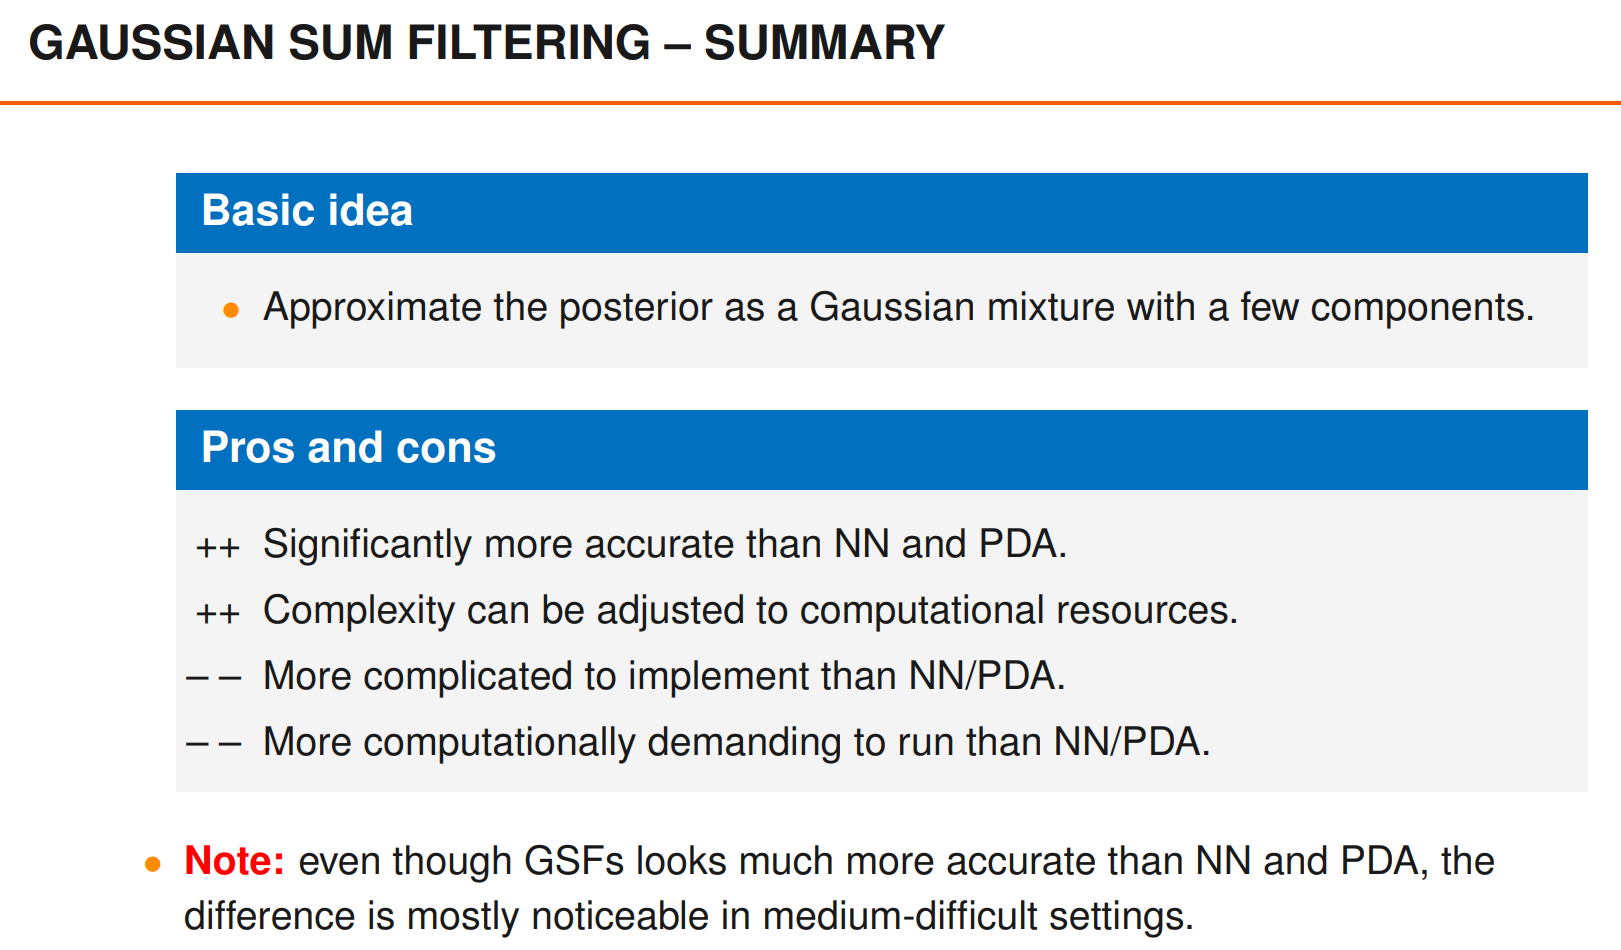 GAUSSIAN SUM FILTERING – SUMMARY
Basic idea
● Approximate the posterior as a Gaussian mixture with a few components.
Pros and cons
++ Significantly more accurate than NN and PDA.
++ Complexity can be adjusted to computational resources.
– – More complicated to implement than NN/PDA.
– – More computationally demanding to run than NN/PDA.
● Note: even though GSFs looks much more accurate than NN and PDA, the
difference is mostly noticeable in medium-difficult settings.